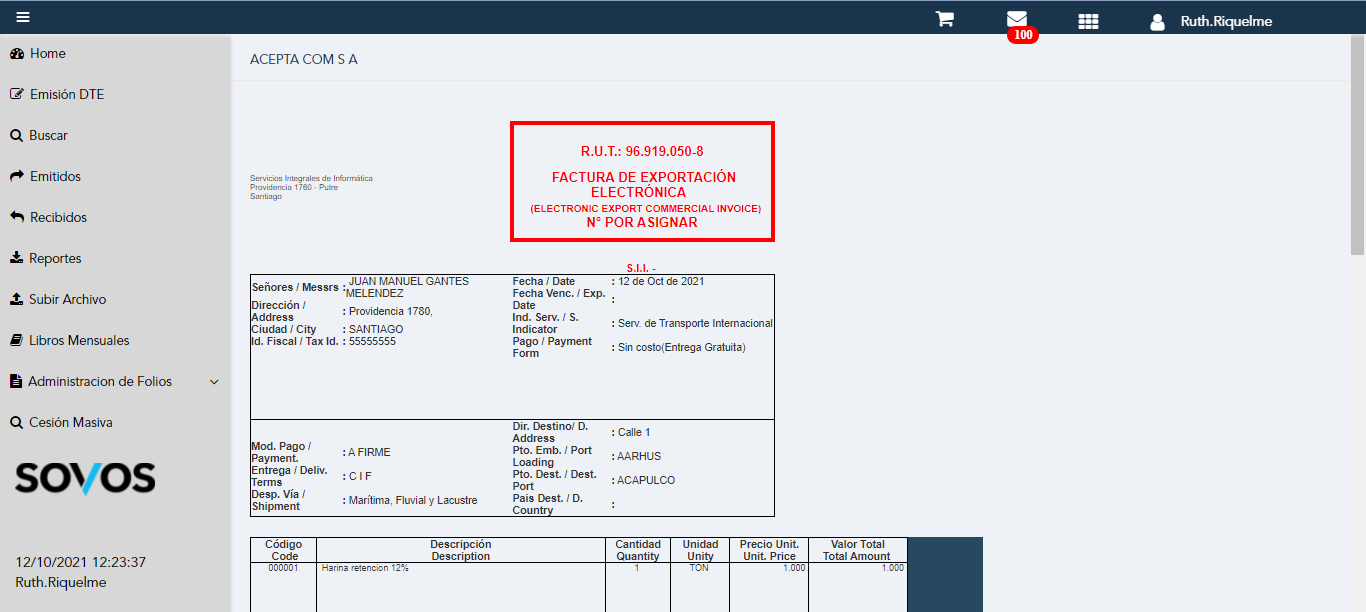 Ruth.Riquelme
100
Home
Emisión DTE
Buscar
Emitidos
Recibidos
Reportes
Subir Archivo
Libros Mensuales
Administracion de Folios
Cesión Masiva
SOVOS
12/10/2021 12:23:37
Ruth.Riquelme
ACEPTA COM S A
Servicios Integrales de Informática
Providencia 1760 - Putre
Santiago
R.U.T.: 96.919.050-8
FACTURA DE EXPORTACIÓN
ELECTRÓNICA
(ELECTRONIC EXPORT COMMERCIAL INVOICE)
N° POR ASIGNAR
S.I.I. -
Señores / Messrs : JUAN MANUEL GANTES
MELENDEZ
Dirección /
Address : Providencia 1780,
Ciudad / City : SANTIAGO
Id. Fiscal / Tax Id. : 55555555
Fecha / Date : 12 de Oct de 2021
Fecha Venc. / Exp.
Date :
Ind. Serv. / S.
Indicator : Serv. de Transporte Internacional
Pago / Payment
Form : Sin costo(Entrega Gratuita)
Mod. Pago /
Payment. : A FIRME
Entrega / Deliv.
Terms : C I F
Desp. Vía /
Shipment : Marítima, Fluvial y Lacustre
Dir. Destino/ D.
Address : Calle 1
Pto. Emb. / Port
Loading : AARHUS
Pto. Dest. / Dest.
Port : ACAPULCO
Pais Dest. / D.
Country :
Código Descripción Cantidad Unidad Precio Unit. Valor Total
Code Description Quantity Unity Unit. Price Total Amount
000001 Harina retencion 12% 1 TON 1.000 1.000